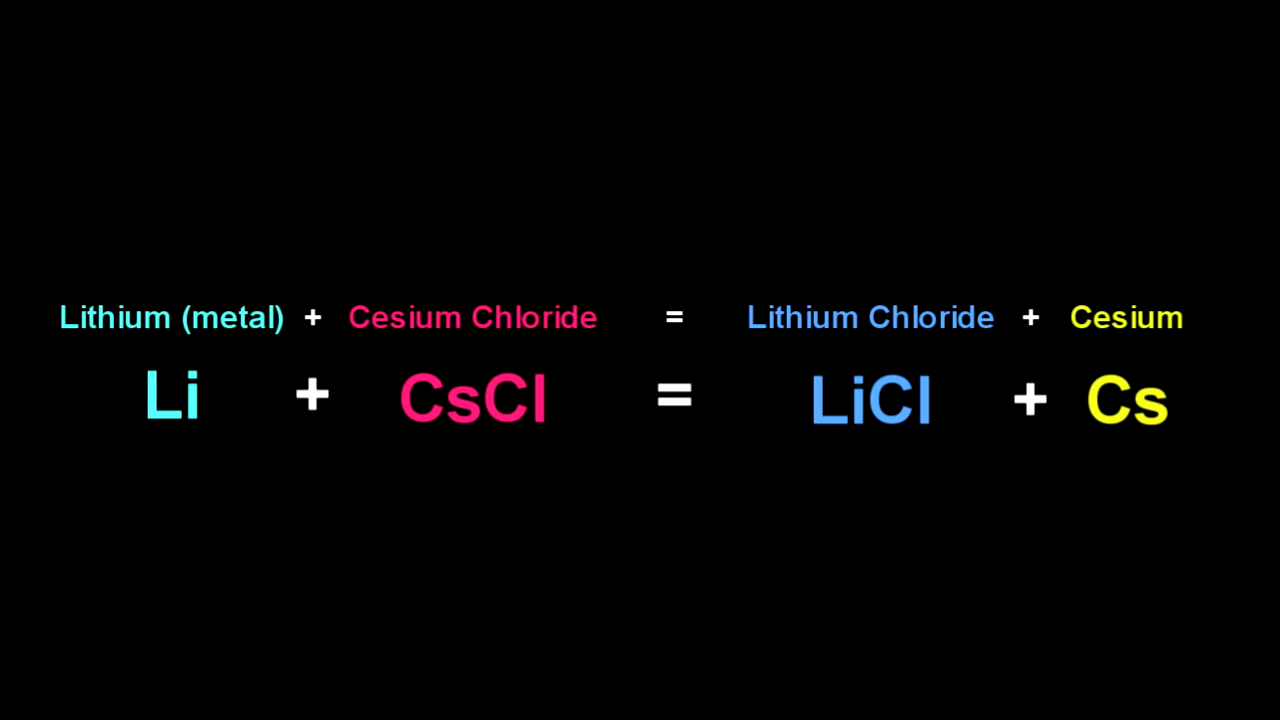 Lithium (metal) + Cesium Chloride = Lithium Chloride + Cesium
Li + CsCl = LiCl + Cs